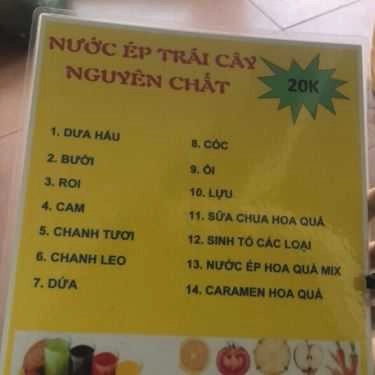 NƯỚC ÉP TRÁI CÂY
NGUYÊN CHẤT
20K
1. DƯA HẤU
2. BƯỞI
3. ROI
4. CAM
5. CHANH TƯƠI
6. CHANH LEO
7. DỨA
8. CÓC
9. ỔI
10. LỰU
11. SỮA CHUA HOA QUẢ
12. SINH TỐ CÁC LOẠI
13. NƯỚC ÉP HOA QUẢ MIX
14. CARAMEN HOA QUẢ